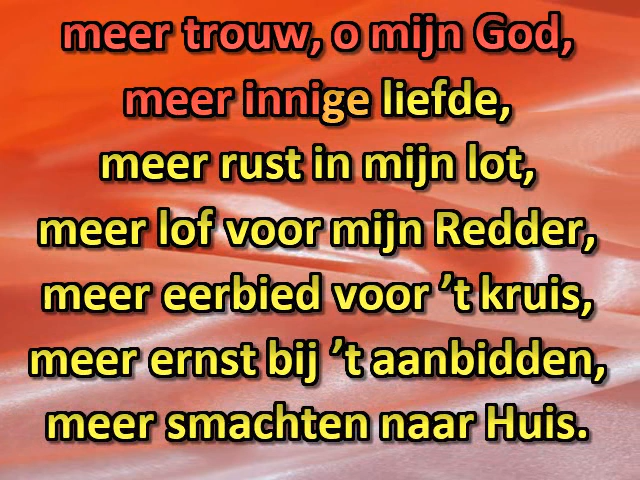 meer trouw, o mijn God,
meer innige liefde,
meer rust in mijn lot,
meer lof voor mijn Redder,
meer eerbied voor ’t kruis,
meer ernst bij ’t aanbidden,
meer smachten naar Huis.